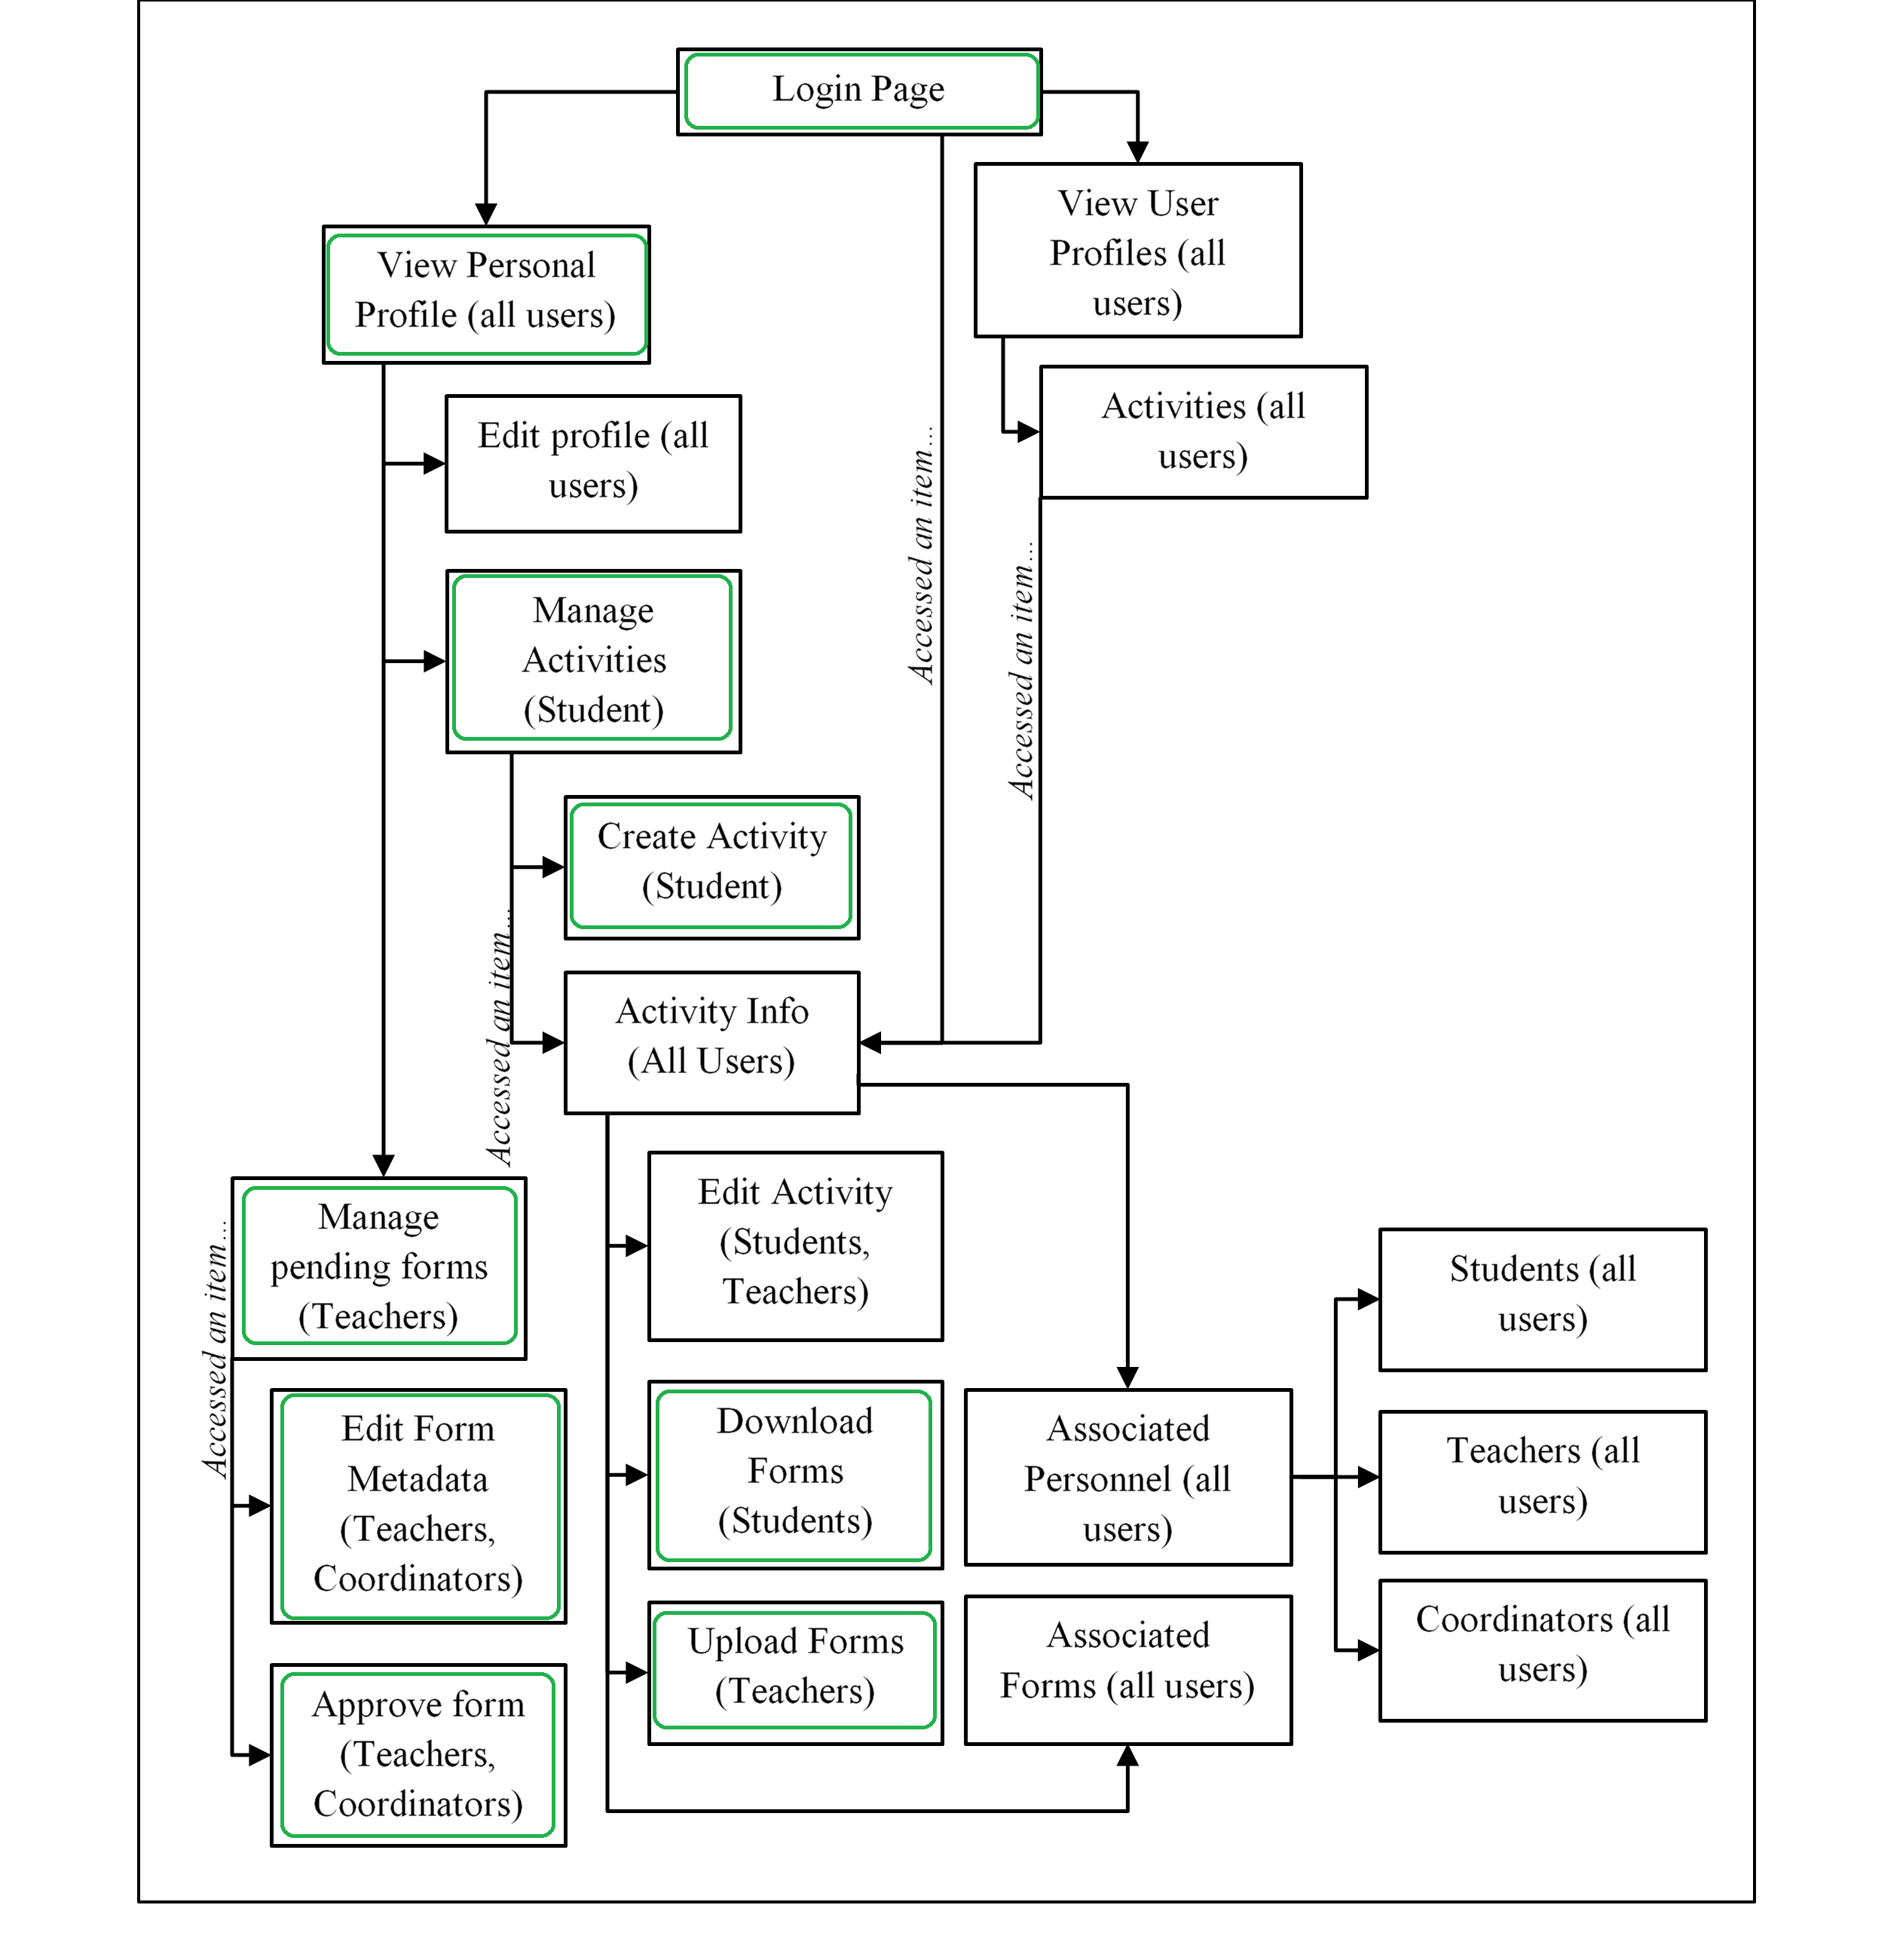 Login Page
View User
Profiles (all
users)
View Personal
Profile (all users)
Activities (all
users)
Edit profile (all
users)
Accessed an item...
Accessed an item...
Manage
Activities
(Student)
Create Activity
(Student)
Accessed an item...
Activity Info
(All Users)
Edit Activity
(Students,
Teachers)
Manage
pending forms
(Teachers)
Accessed an item...
Students (all
users)
Download
Forms
(Students)
Associated
Personnel (all
users)
Teachers (all
users)
Edit Form
Metadata
(Teachers,
Coordinators)
Upload Forms
(Teachers)
Associated
Forms (all users)
Coordinators (all
users)
Approve form
(Teachers,
Coordinators)